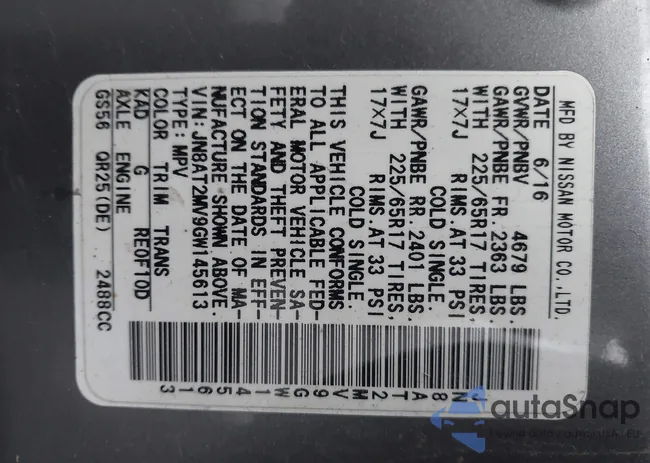 MFD BY NISSAN MOTOR CO.,LTD.
DATE 6/16
GVWR/PNBV 4679 LBS.
GAWR/PNBE FR. 2363 LBS.
WITH 225/65R17 TIRES,
17X7J RIMS,AT 33 PSI
COLD SINGLE.
GAWR/PNBE RR. 2401 LBS.
WITH 225/65R17 TIRES,
17X7J RIMS,AT 33 PSI
COLD SINGLE.
THIS VEHICLE CONFORMS
TO ALL APPLICABLE FED-
ERAL MOTOR VEHICLE SA-
FETY AND THEFT PREVEN-
TION STANDARDS IN EFF-
ECT ON THE DATE OF MA-
NUFACTURE SHOWN ABOVE.
VIN:JN8AT2MV9GW145613
TYPE:MPV
COLOR TRIM TRANS
KAD G RE0F10D
AXLE ENGINE
GS56 QR25(DE) 2488CC
JN8AT2MV9GW145613
autoSnap